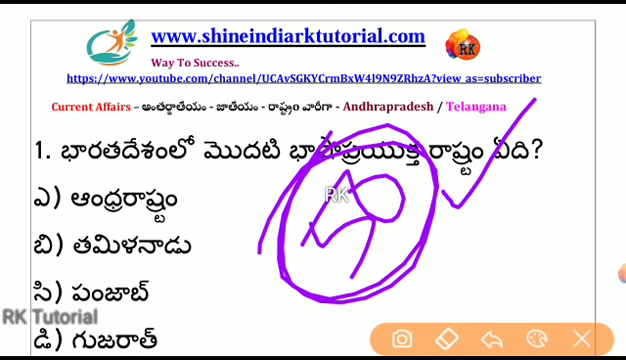 www.shineindiarktutorial.com
RK
Way To Success..
https://www.youtube.com/channel/UCAvSGKYCrmBxW4l9N9ZRhzA?view_as=subscriber
Current Affairs – అంతర్జాతీయం - జాతీయం - రాష్ట్రం వారీగా - Andhrapradesh / Telangana
1. భారతదేశంలో మొదటి భాషాప్రయుక్త రాష్ట్రం ఏది?
RK
ఎ) ఆంధ్రరాష్ట్రం
బి) తమిళనాడు
సి) పంజాబ్
RK Tutorial
డి) గుజరాత్